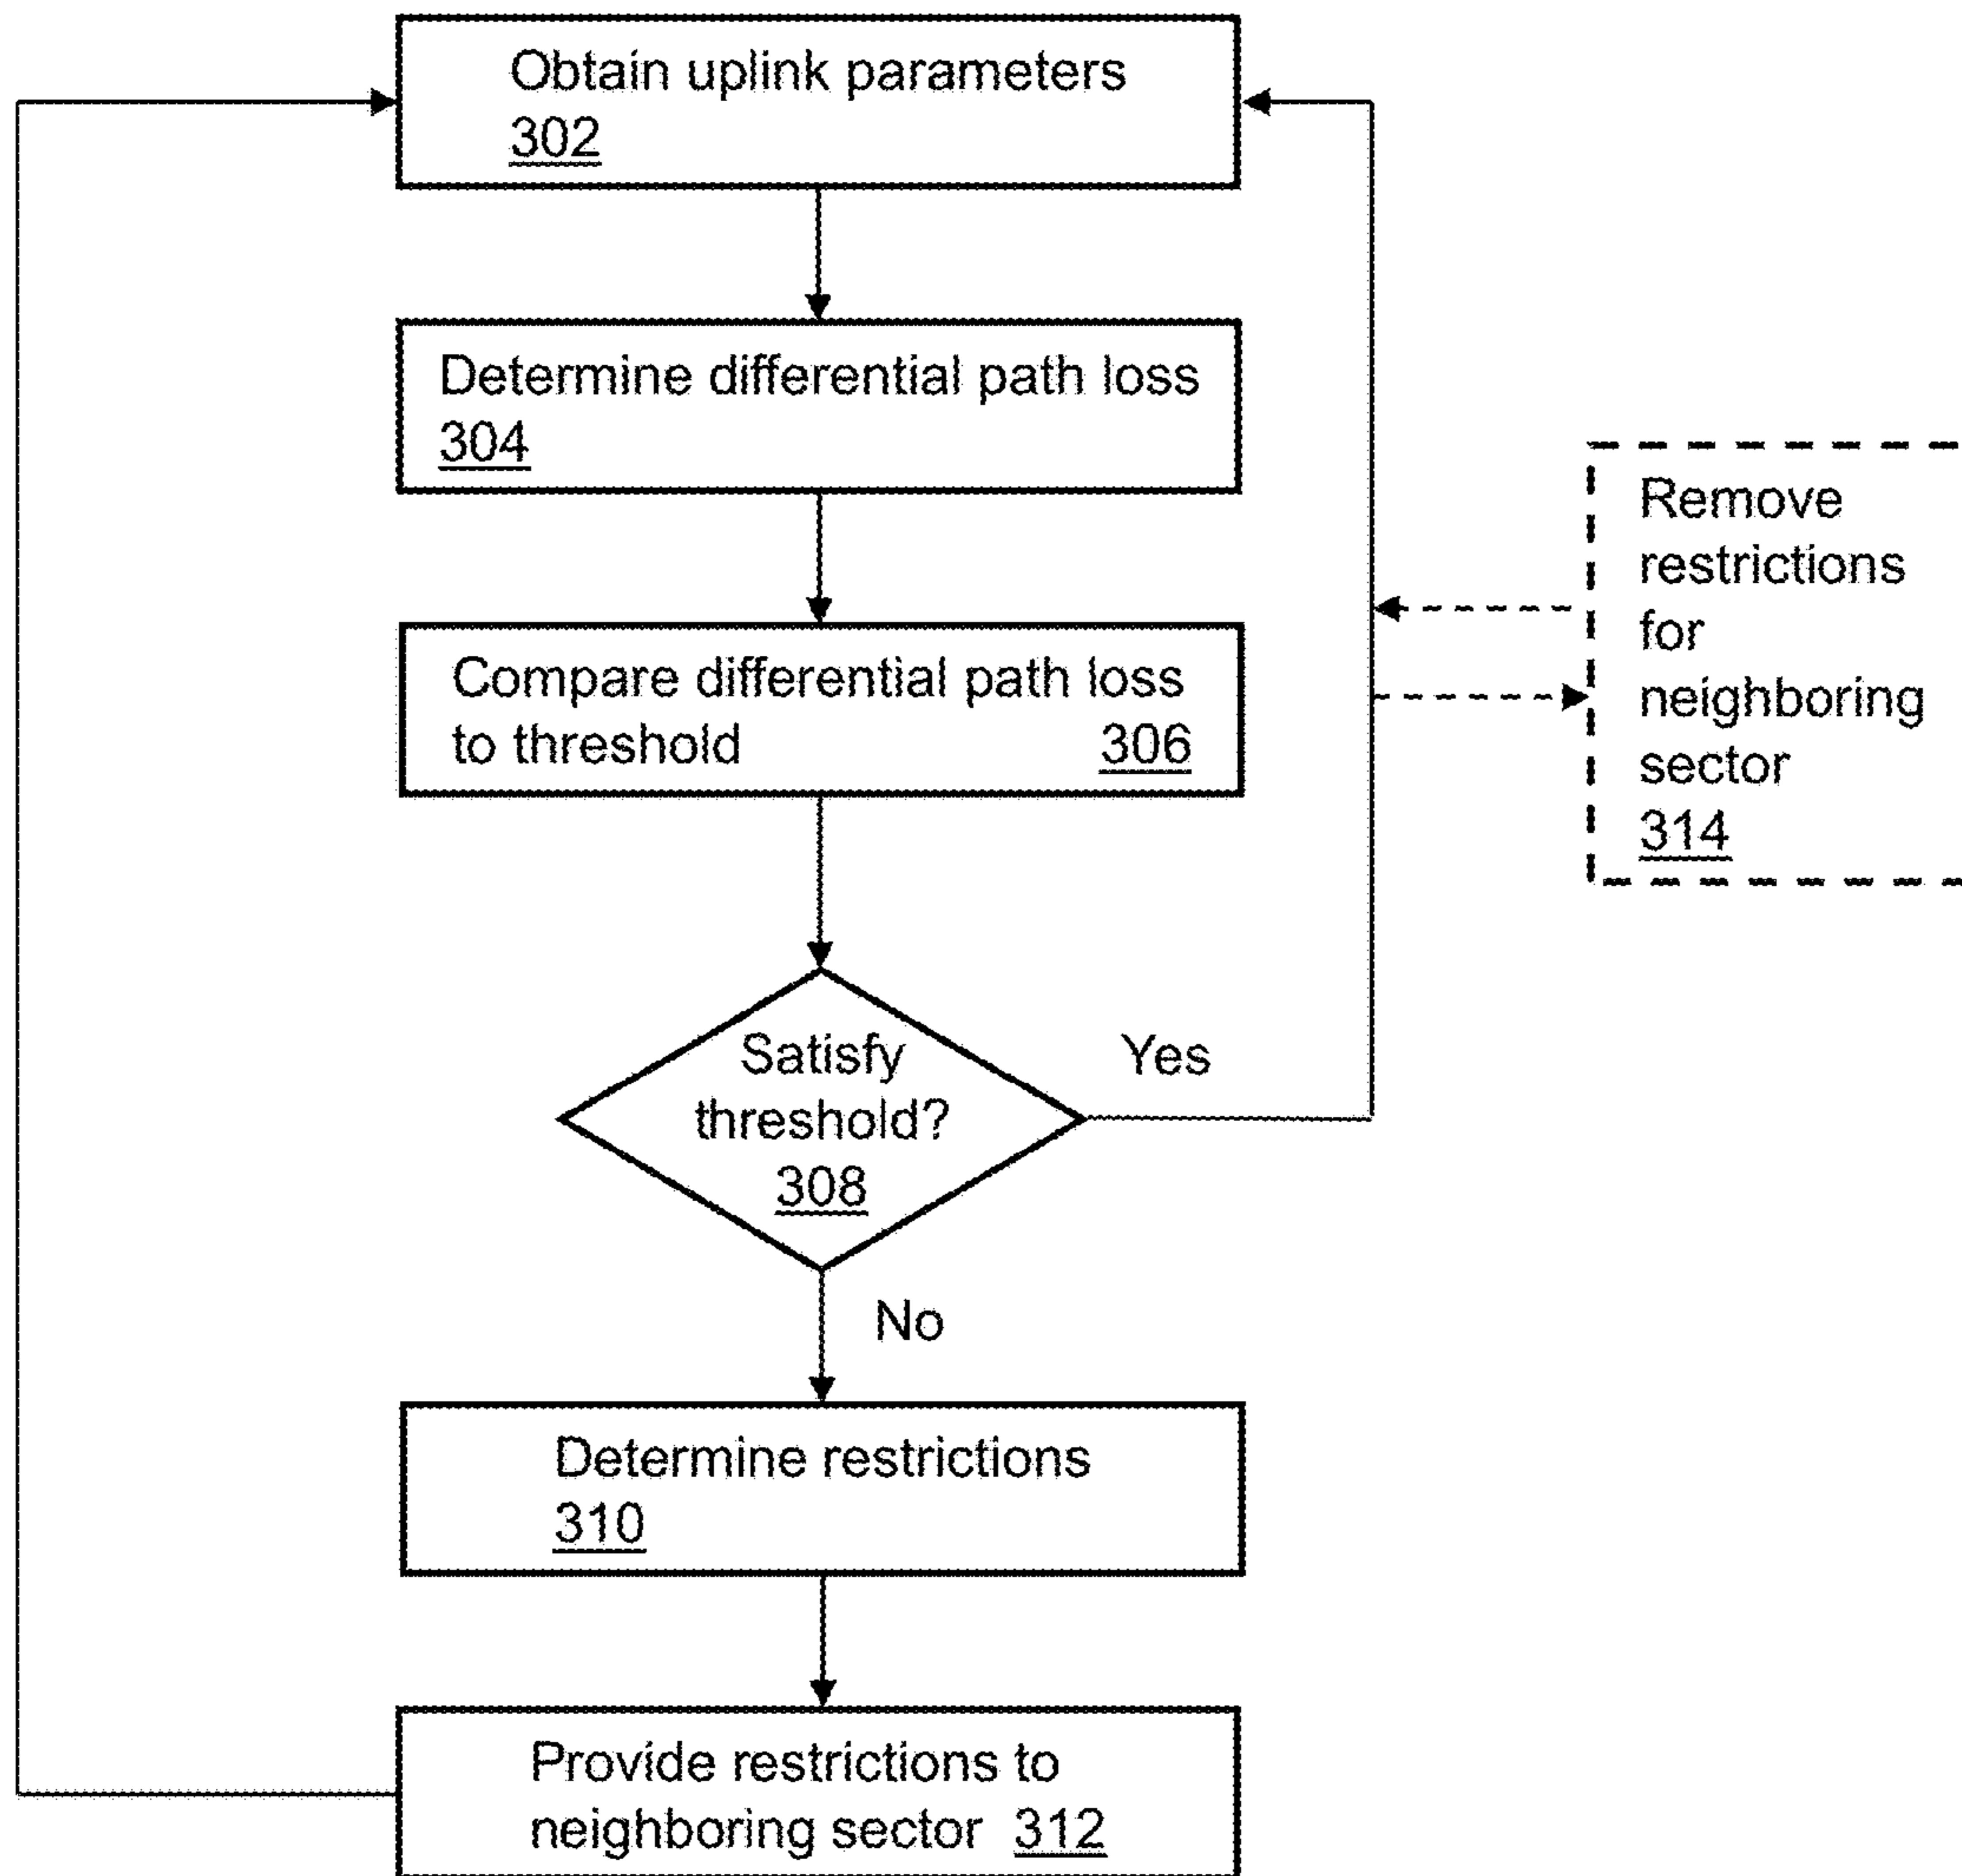 Obtain uplink parameters
302
Determine differential path loss
304
Compare differential path loss
to threshold 306
Remove
restrictions
for
neighboring
sector
314
Satisfy
threshold?
308
Yes
No
Determine restrictions
310
Provide restrictions to
neighboring sector 312